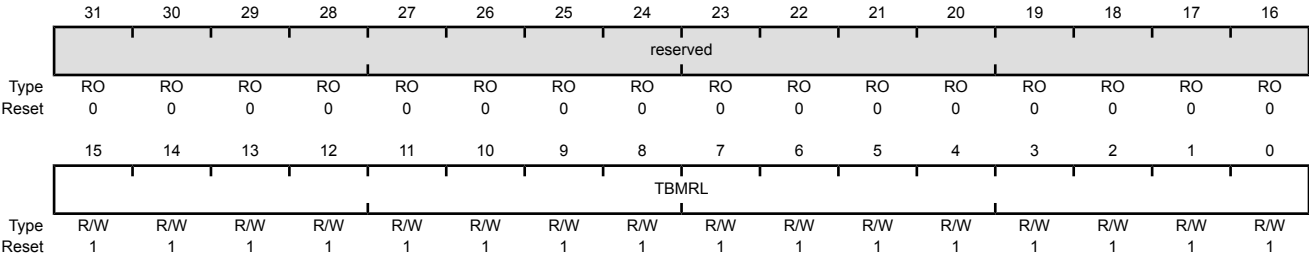 31 30 29 28 27 26 25 24 23 22 21 20 19 18 17 16
reserved
Type RO RO RO RO RO RO RO RO RO RO RO RO RO RO RO RO
Reset 0 0 0 0 0 0 0 0 0 0 0 0 0 0 0 0
15 14 13 12 11 10 9 8 7 6 5 4 3 2 1 0
TBMRL
Type R/W R/W R/W R/W R/W R/W R/W R/W R/W R/W R/W R/W R/W R/W R/W R/W
Reset 1 1 1 1 1 1 1 1 1 1 1 1 1 1 1 1